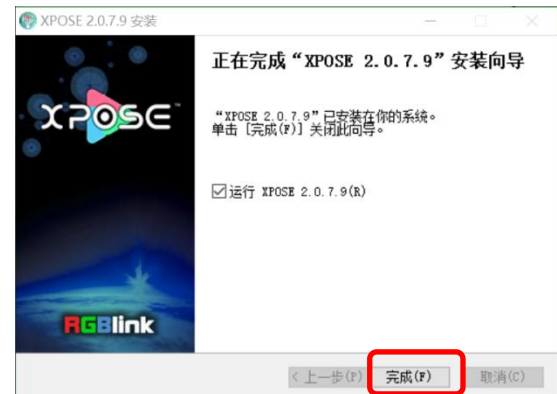 XPOSE 2.0.7.9 安装
正在完成“XPOSE 2.0.7.9”安装向导
XPOSE™
“XPOSE 2.0.7.9”已安装在你的系统。
单击 [完成(F)] 关闭此向导。
运行 XPOSE 2.0.7.9(R)
RGBlink
< 上一步(P)
完成(F)
取消(C)